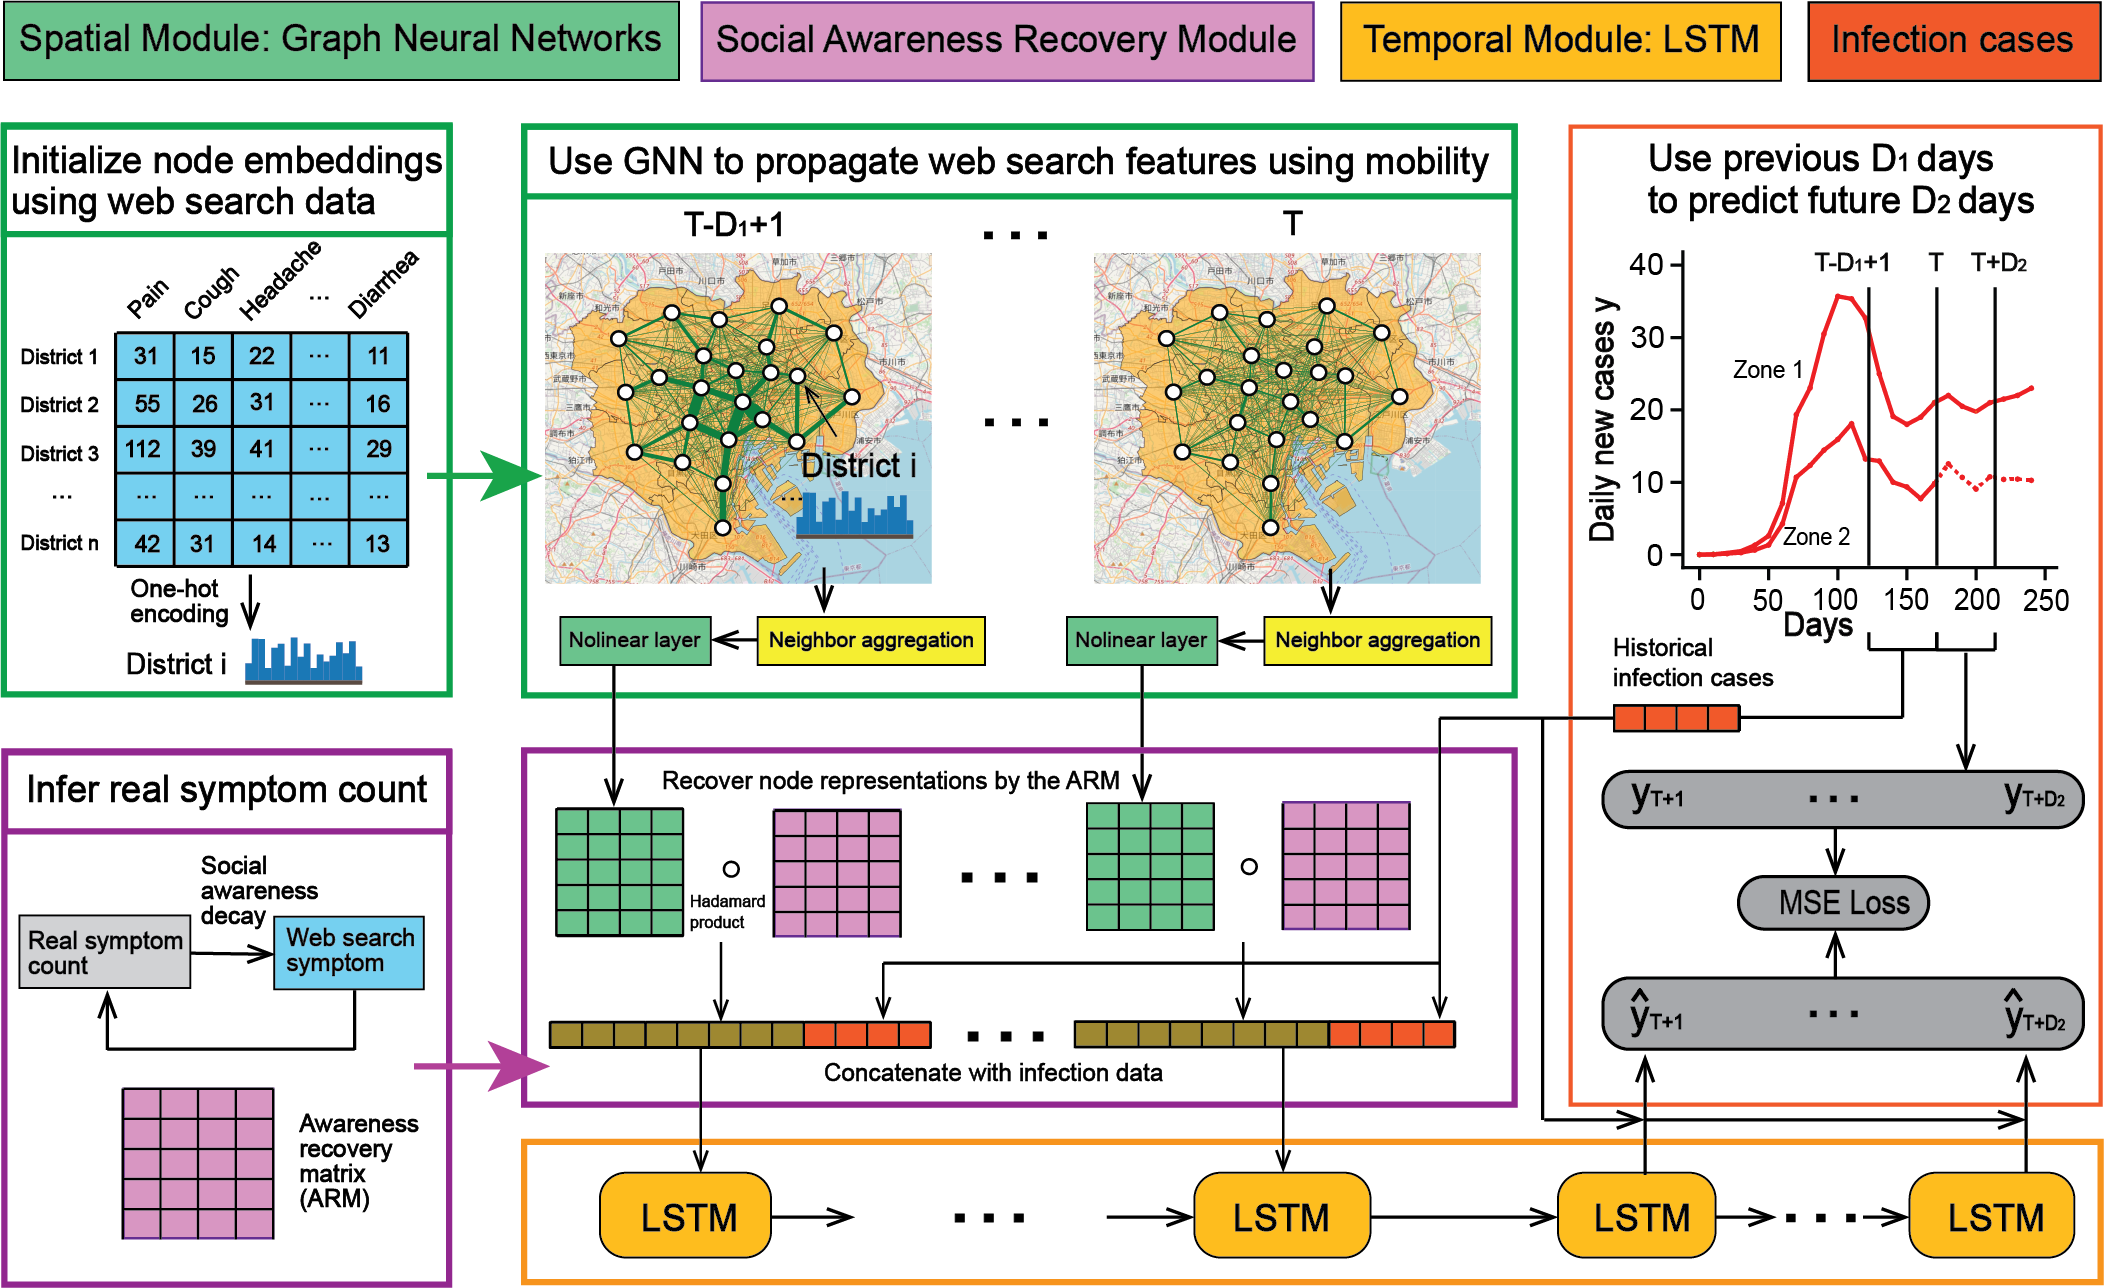 Spatial Module: Graph Neural Networks
Social Awareness Recovery Module
Temporal Module: LSTM
Infection cases
Initialize node embeddings
using web search data
Pain
Cough
Headache
...
Diarrhea
District 1 31 15 22 ... 11
District 2 55 26 31 ... 16
District 3 112 39 41 ... 29
... ... ... ... ... ...
District n 42 31 14 ... 13
One-hot
encoding
District i
Use GNN to propagate web search features using mobility
T-D1+1
...
T
...
District i
...
Nolinear layer
Neighbor aggregation
Nolinear layer
Neighbor aggregation
Use previous D1 days
to predict future D2 days
T-D1+1 T T+D2
Daily new cases y
40
30
20
10
0
Zone 1
Zone 2
0 50 100 150 200 250
Days
Historical
infection cases
yT+1 ... yT+D2
MSE Loss
ŷT+1 ... ŷT+D2
Infer real symptom count
Social
awareness
decay
Real symptom
count
Web search
symptom
Awareness
recovery
matrix
(ARM)
Recover node representations by the ARM
Hadamard
product
...
...
Concatenate with infection data
LSTM ... LSTM LSTM ... LSTM